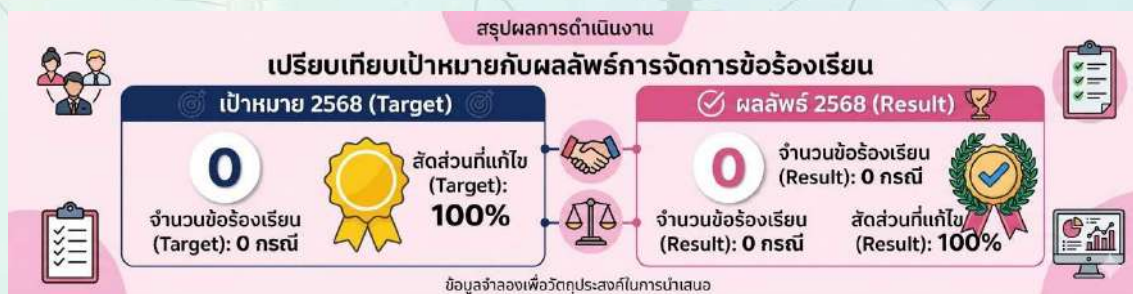 สรุปผลการดำเนินงาน
เปรียบเทียบเป้าหมายกับผลลัพธ์การจัดการข้อร้องเรียน
เป้าหมาย 2568 (Target)
0
จำนวนข้อร้องเรียน
(Target): 0 กรณี
สัดส่วนที่แก้ไข
(Target):
100%
ผลลัพธ์ 2568 (Result)
0
จำนวนข้อร้องเรียน
(Result): 0 กรณี
จำนวนข้อร้องเรียน
(Result): 0 กรณี
สัดส่วนที่แก้ไข
(Result): 100%
ข้อมูลจำลองเพื่อวัตถุประสงค์ในการนำเสนอ